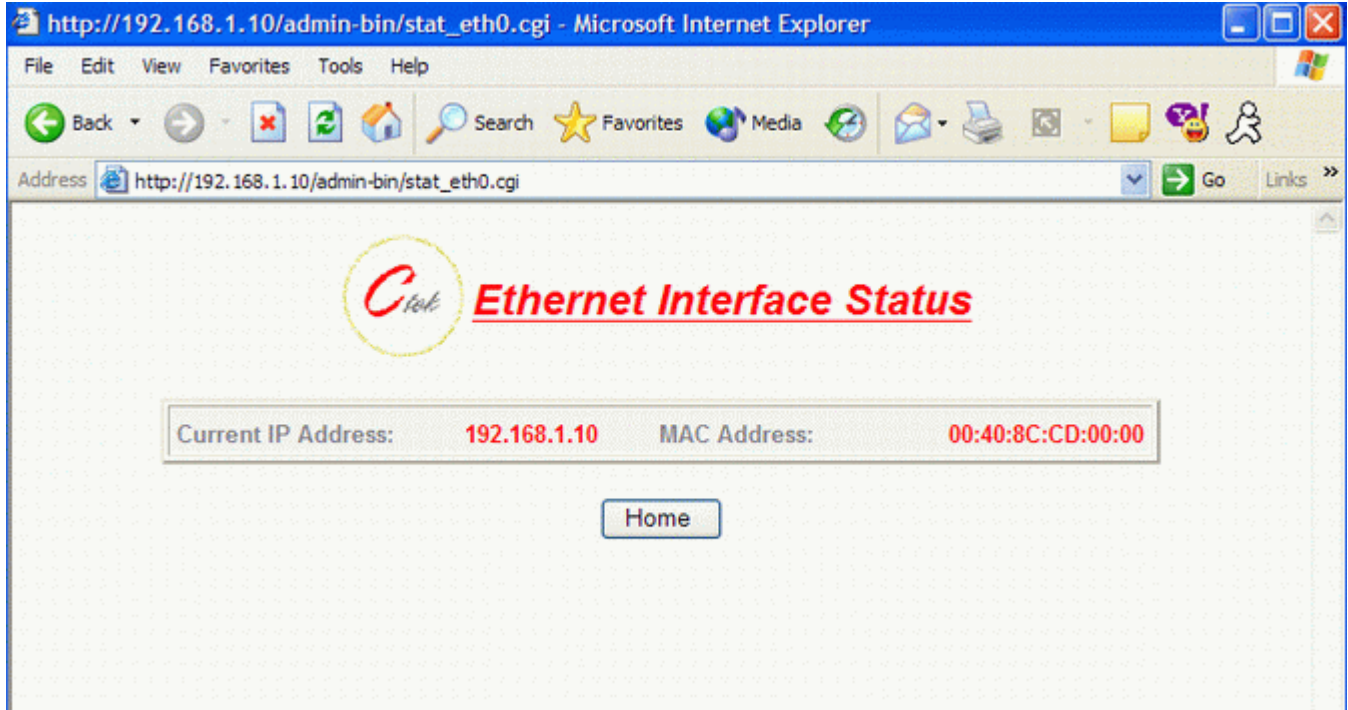 http://192.168.1.10/admin-bin/stat_eth0.cgi - Microsoft Internet Explorer
File Edit View Favorites Tools Help
Back Search Favorites Media
Address http://192.168.1.10/admin-bin/stat_eth0.cgi Go Links »
Ctek Ethernet Interface Status
Current IP Address: 192.168.1.10 MAC Address: 00:40:8C:CD:00:00
Home